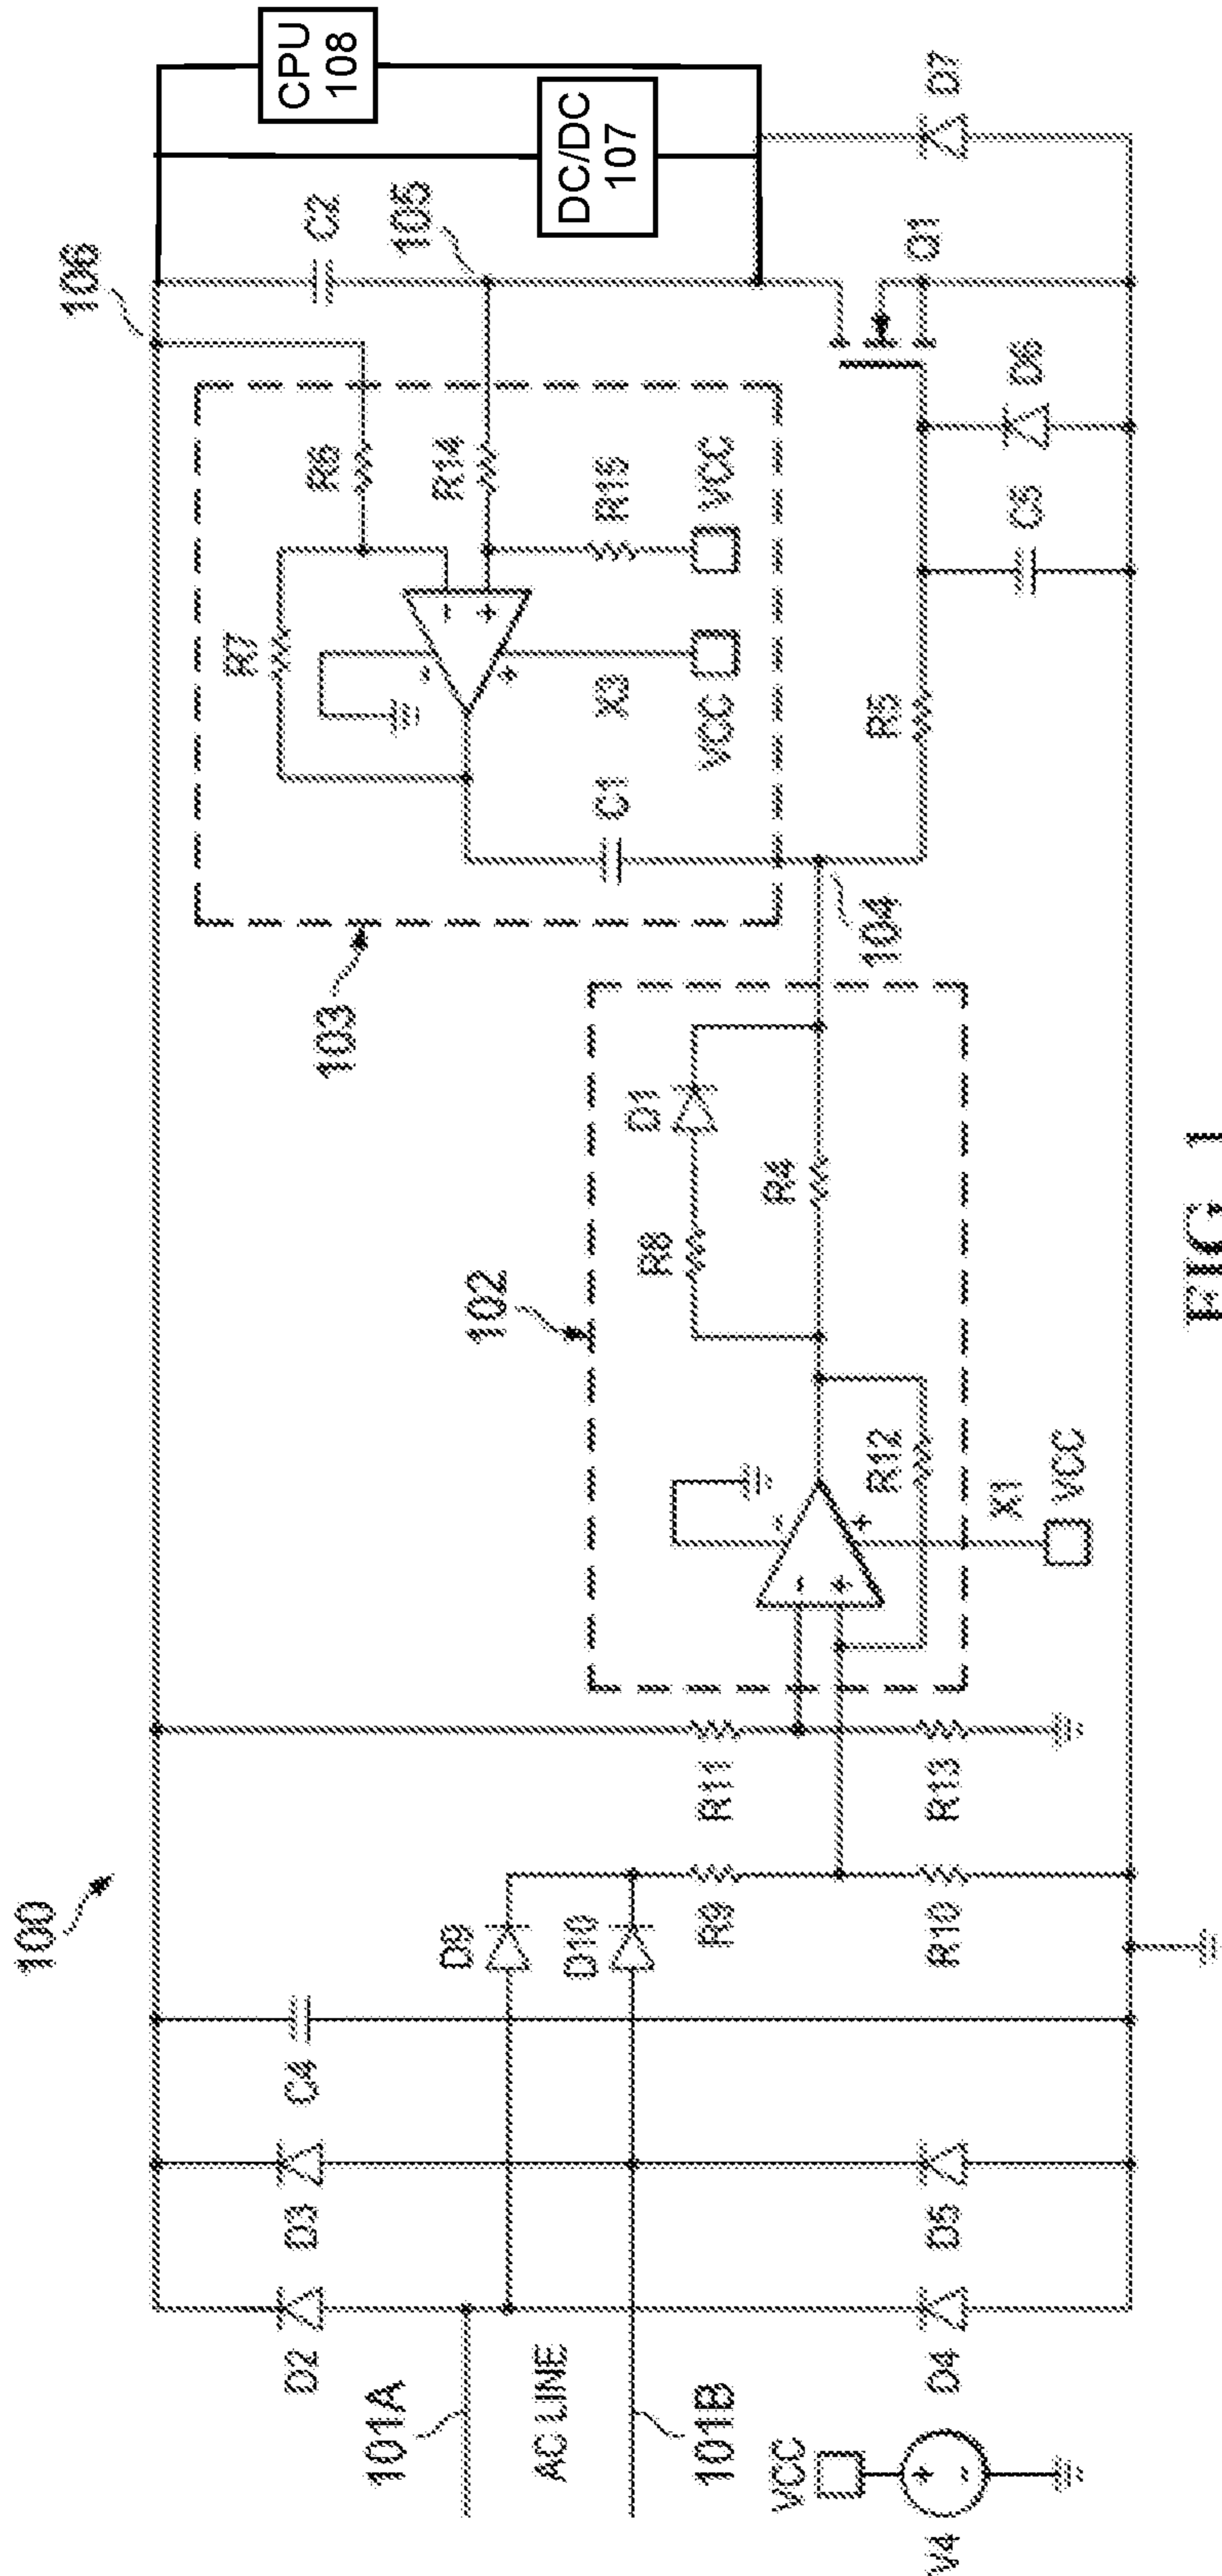 100
106
CPU
108
DC/DC
107
C2
105
R6
R14
R15
VCC
R7
X3
VCC
C1
103
104
R5
C5
D6
Q1
D7
102
D1
R8
R4
R12
X1
VCC
R11
R13
R9
R10
D9
D10
C4
D3
D5
D2
D4
101A
AC LINE
101B
VCC
V4
+
-
FIG. 1